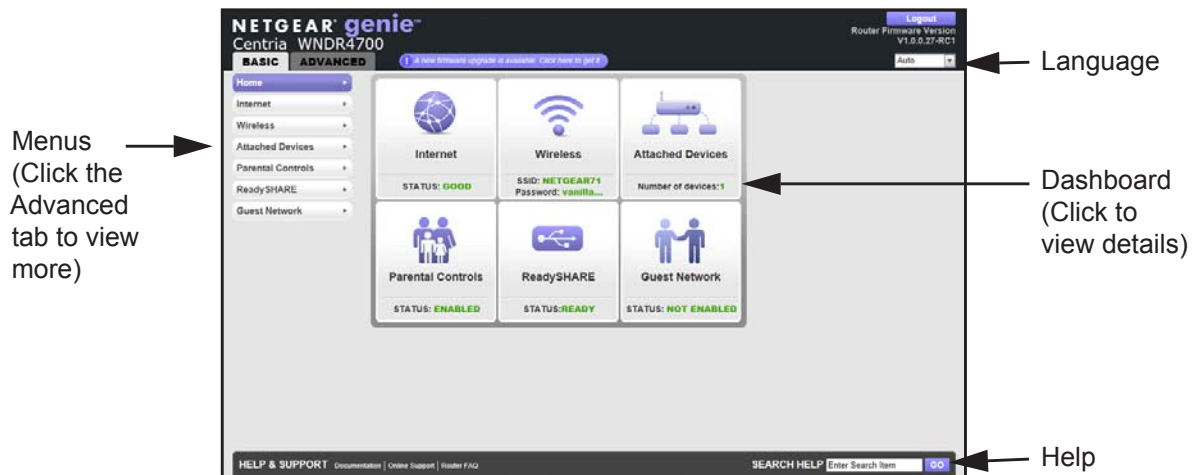 NETGEAR® genie™
Centria WNDR4700
Logout
Router Firmware Version
V1.0.0.27-RC1
BASIC ADVANCED
A new firmware upgrade is available. Click here to get it
Auto
Language
Home
Internet
Wireless
Attached Devices
Parental Controls
ReadySHARE
Guest Network
Menus
(Click the
Advanced
tab to view
more)
Internet
STATUS: GOOD
Wireless
SSID: NETGEAR71
Password: vanilla...
Attached Devices
Number of devices:1
Parental Controls
STATUS: ENABLED
ReadySHARE
STATUS:READY
Guest Network
STATUS: NOT ENABLED
Dashboard
(Click to
view details)
HELP & SUPPORT Documentation | Online Support | Router FAQ
SEARCH HELP Enter Search Item GO
Help